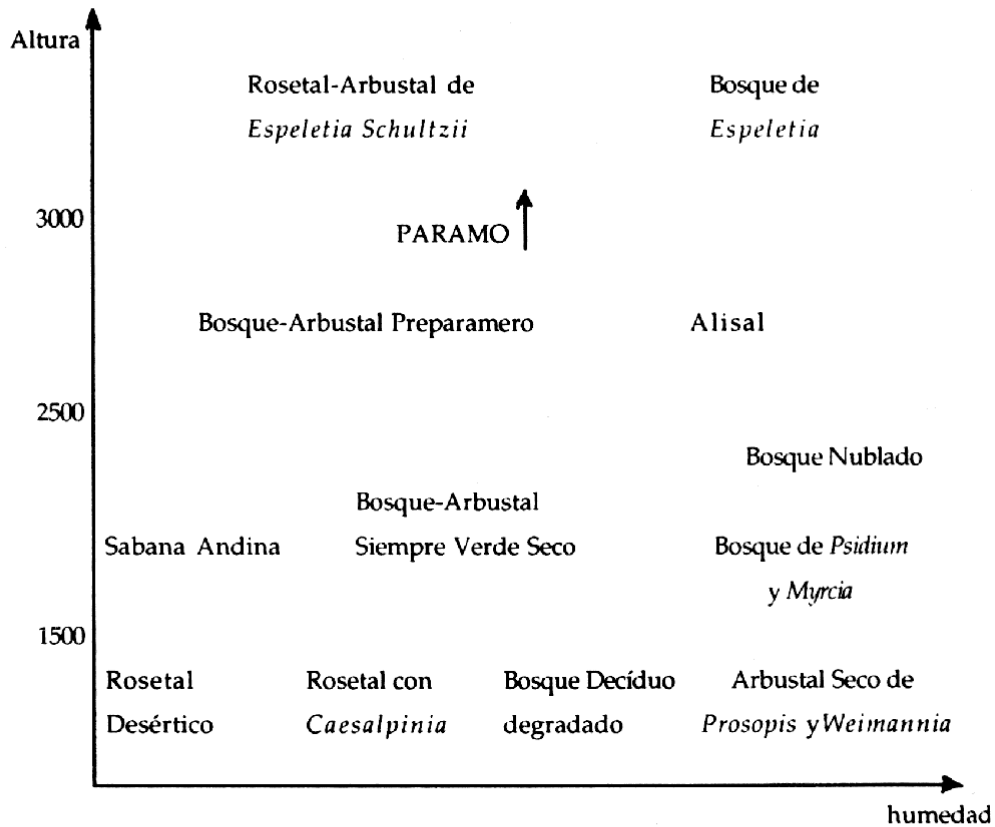 Altura
Rosetal-Arbustal de
Espeletia Schultzii
Bosque de
Espeletia
3000
PARAMO
Bosque-Arbustal Preparamero
Alisal
2500
Bosque Nublado
Bosque-Arbustal
Siempre Verde Seco
Sabana Andina
Bosque de Psidium
y Myrcia
1500
Rosetal
Desértico
Rosetal con
Caesalpinia
Bosque Decíduo
degradado
Arbustal Seco de
Prosopis y Weimannia
humedad